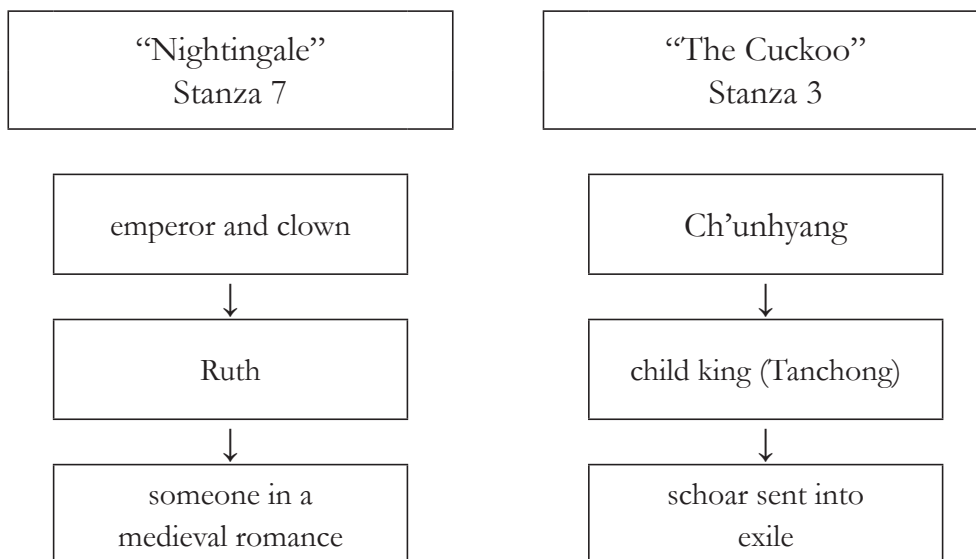 “Nightingale”
Stanza 7
emperor and clown
↓
Ruth
↓
someone in a
medieval romance
“The Cuckoo”
Stanza 3
Ch’unhyang
↓
child king (Tanchong)
↓
schoar sent into
exile